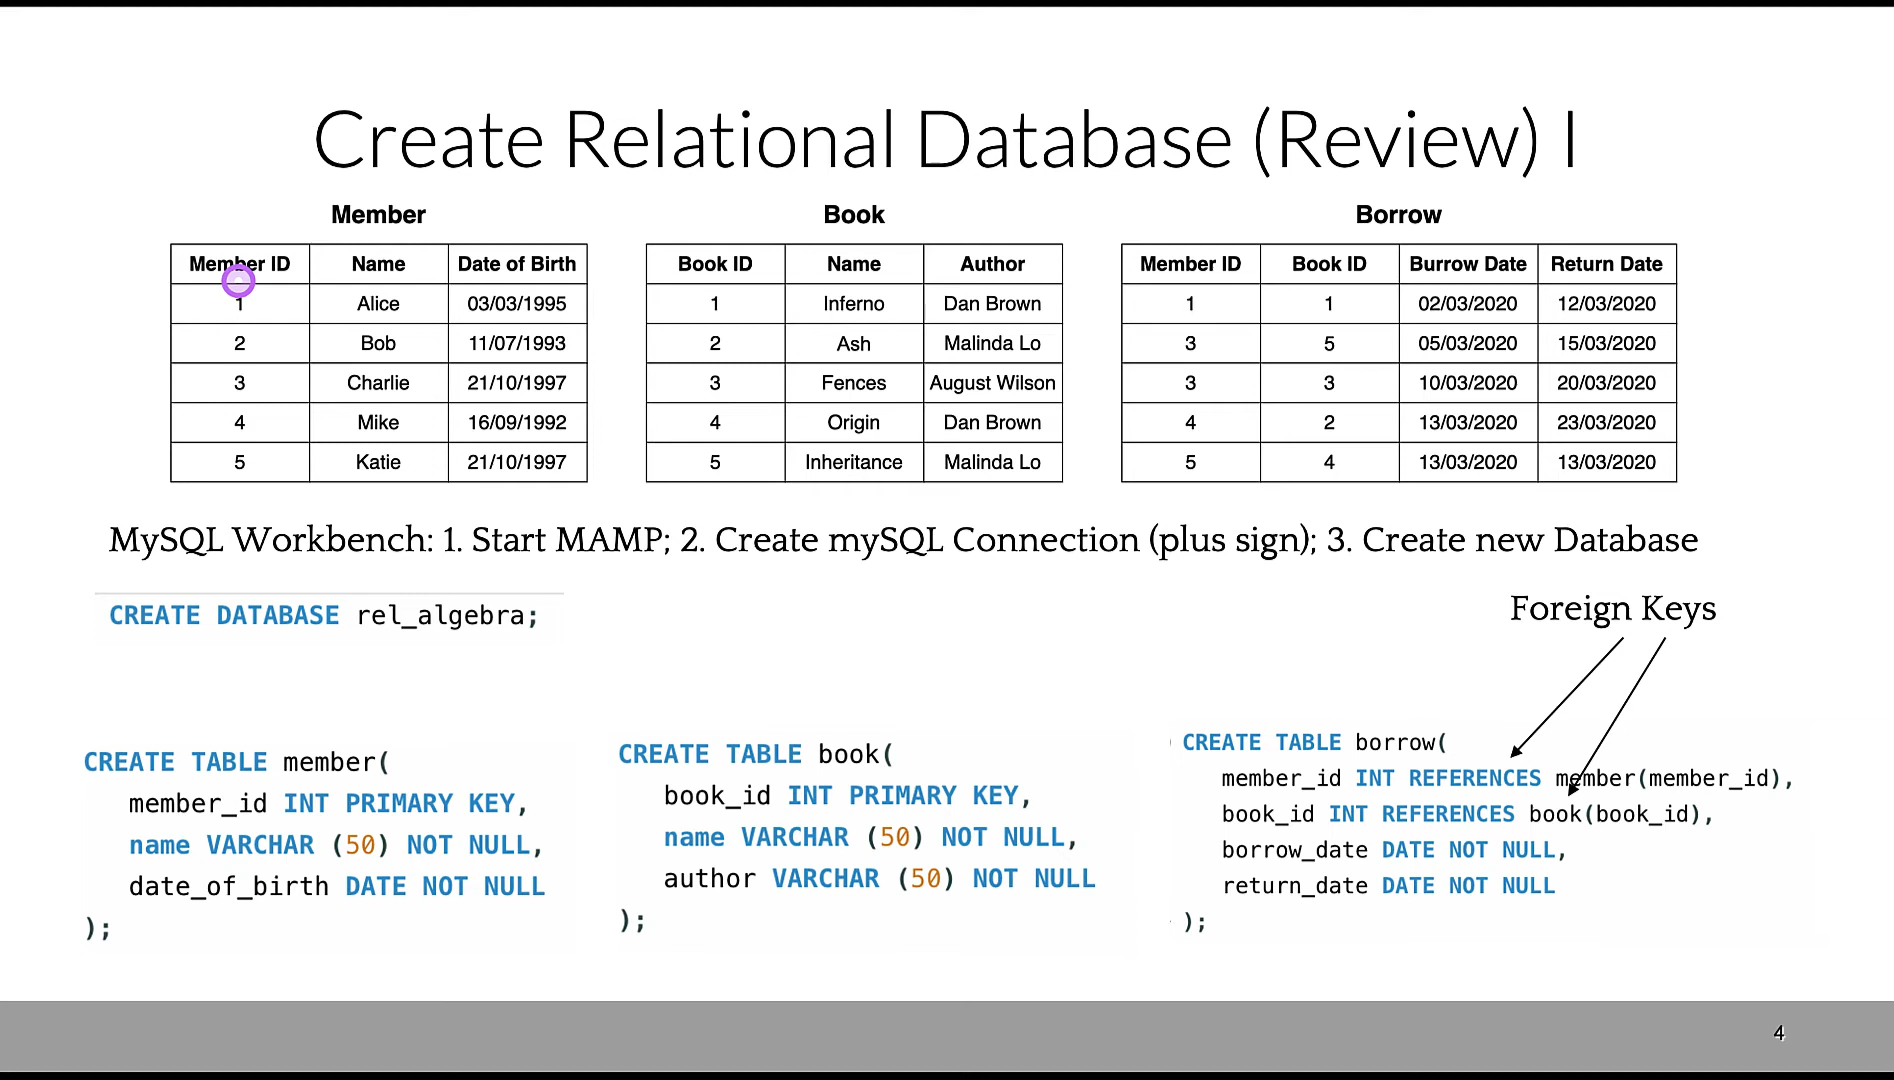 Create Relational Database (Review) I
Member
Member ID Name Date of Birth
1 Alice 03/03/1995
2 Bob 11/07/1993
3 Charlie 21/10/1997
4 Mike 16/09/1992
5 Katie 21/10/1997
Book
Book ID Name Author
1 Inferno Dan Brown
2 Ash Malinda Lo
3 Fences August Wilson
4 Origin Dan Brown
5 Inheritance Malinda Lo
Borrow
Member ID Book ID Burrow Date Return Date
1 1 02/03/2020 12/03/2020
3 5 05/03/2020 15/03/2020
3 3 10/03/2020 20/03/2020
4 2 13/03/2020 23/03/2020
5 4 13/03/2020 13/03/2020
MySQL Workbench: 1. Start MAMP; 2. Create mySQL Connection (plus sign); 3. Create new Database
CREATE DATABASE rel_algebra;
Foreign Keys
CREATE TABLE member(
member_id INT PRIMARY KEY,
name VARCHAR (50) NOT NULL,
date_of_birth DATE NOT NULL
);
CREATE TABLE book(
book_id INT PRIMARY KEY,
name VARCHAR (50) NOT NULL,
author VARCHAR (50) NOT NULL
);
CREATE TABLE borrow(
member_id INT REFERENCES member(member_id),
book_id INT REFERENCES book(book_id),
borrow_date DATE NOT NULL,
return_date DATE NOT NULL
);
4